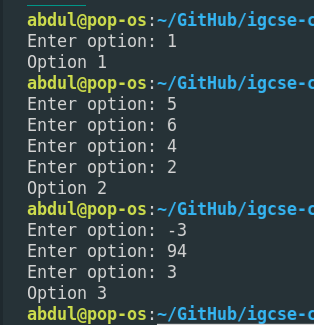 abdul@pop-os:~/GitHub/igcse-c
Enter option: 1
Option 1
abdul@pop-os:~/GitHub/igcse-c
Enter option: 5
Enter option: 6
Enter option: 4
Enter option: 2
Option 2
abdul@pop-os:~/GitHub/igcse-c
Enter option: -3
Enter option: 94
Enter option: 3
Option 3
abdul@pop-os:~/GitHub/igcse-c